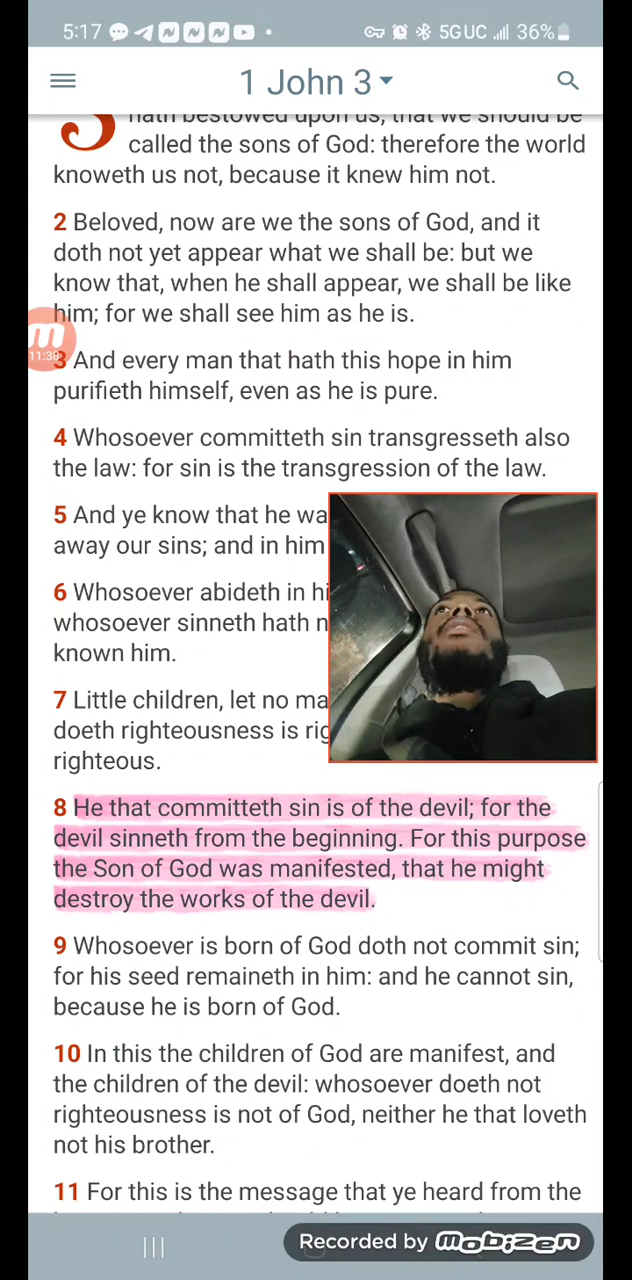 5:17 5G UC 36%
1 John 3
S hath bestowed upon us, that we should be
called the sons of God: therefore the world
knoweth us not, because it knew him not.
2 Beloved, now are we the sons of God, and it
doth not yet appear what we shall be: but we
know that, when he shall appear, we shall be like
him; for we shall see him as he is.
m
11:38
3 And every man that hath this hope in him
purifieth himself, even as he is pure.
4 Whosoever committeth sin transgresseth also
the law: for sin is the transgression of the law.
5 And ye know that he wa
away our sins; and in him
6 Whosoever abideth in hi
whosoever sinneth hath n
known him.
7 Little children, let no ma
doeth righteousness is rig
righteous.
8 He that committeth sin is of the devil; for the
devil sinneth from the beginning. For this purpose
the Son of God was manifested, that he might
destroy the works of the devil.
9 Whosoever is born of God doth not commit sin;
for his seed remaineth in him: and he cannot sin,
because he is born of God.
10 In this the children of God are manifest, and
the children of the devil: whosoever doeth not
righteousness is not of God, neither he that loveth
not his brother.
11 For this is the message that ye heard from the
Recorded by mobizen